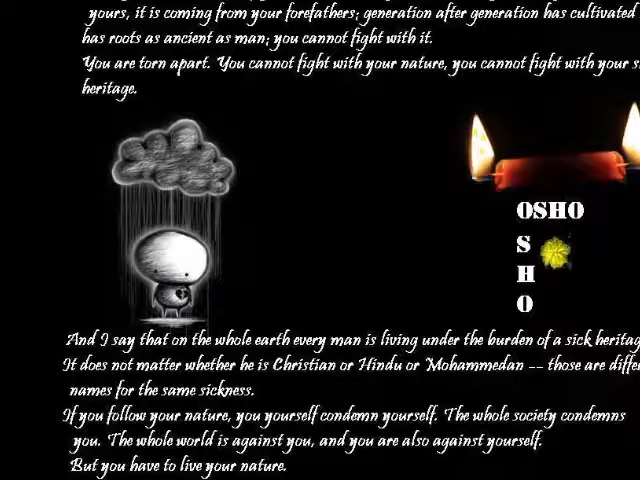 yours, it is coming from your forefathers; generation after generation has cultivated
has roots as ancient as man; you cannot fight with it.
You are torn apart. You cannot fight with your nature, you cannot fight with your
heritage.
OSHO
S
H
O
And I say that on the whole earth every man is living under the burden of a sick
It does not matter whether he is Christian or Hindu or Mohammedan -- those are
names for the same sickness.
If you follow your nature, you yourself condemn yourself. The whole society condemns
you. The whole world is against you, and you are also against yourself.
But you have to live your nature.